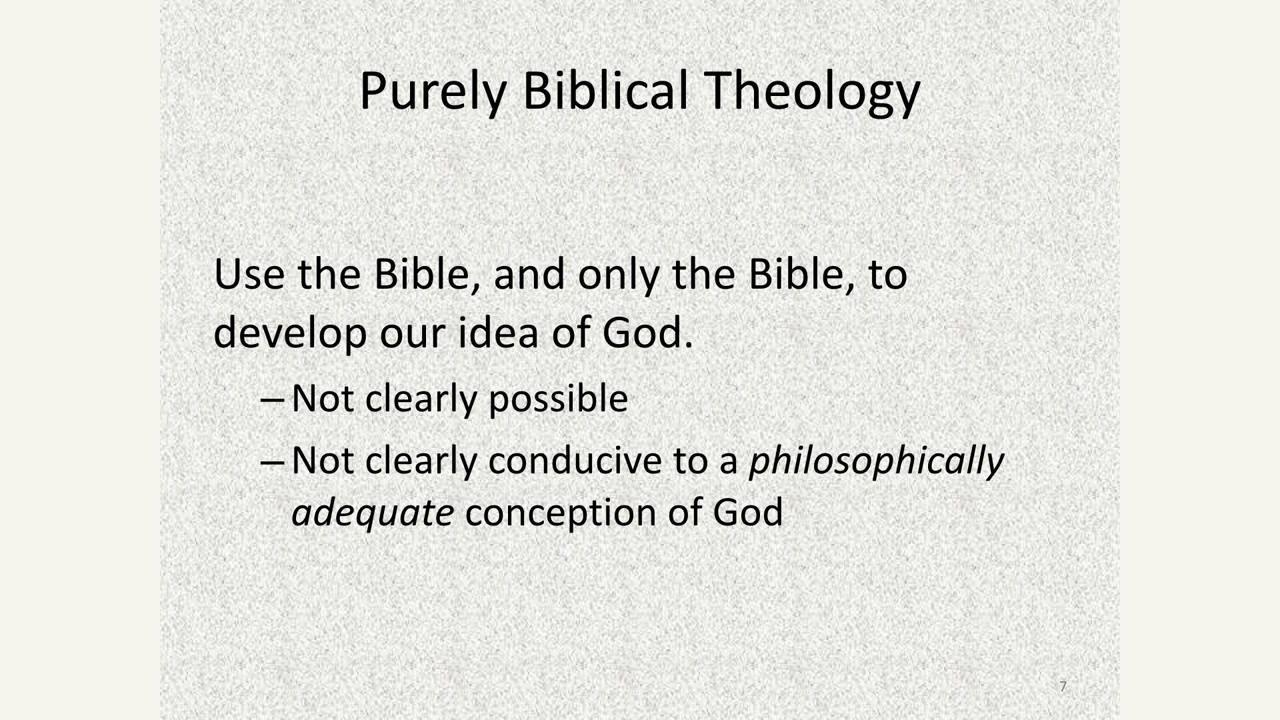 Purely Biblical Theology
Use the Bible, and only the Bible, to
develop our idea of God.
– Not clearly possible
– Not clearly conducive to a philosophically
adequate conception of God
7